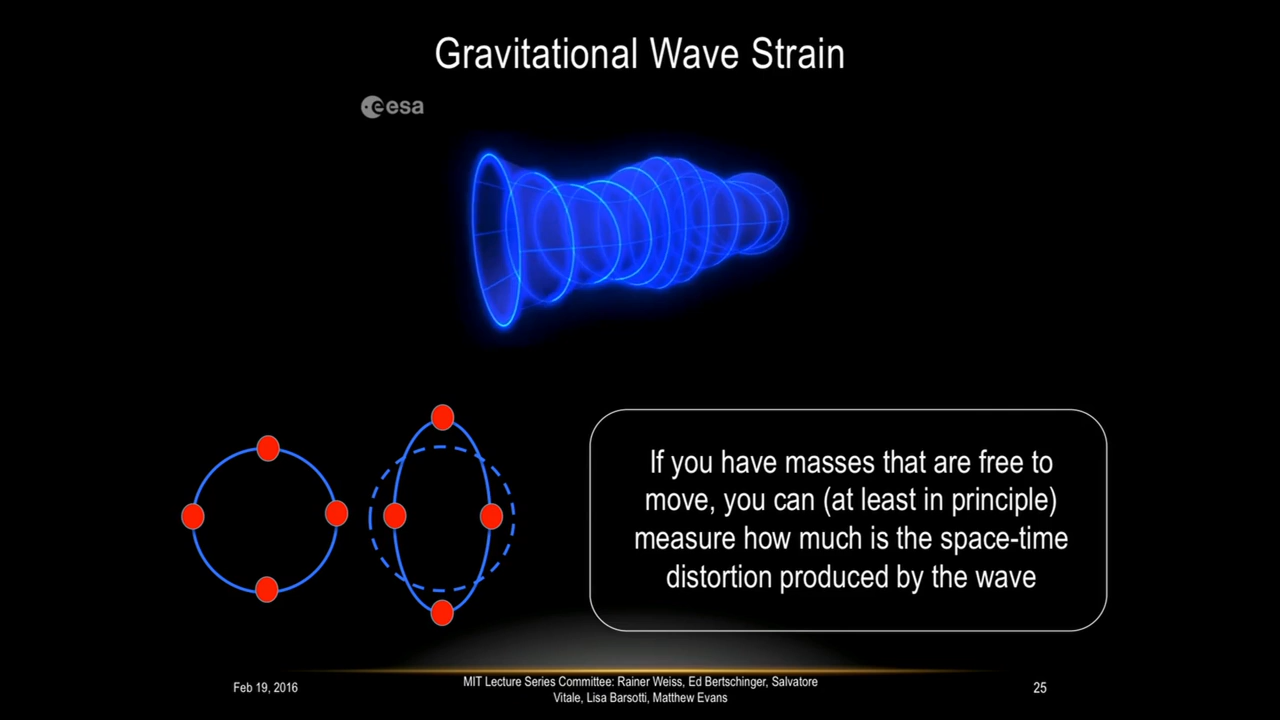 Gravitational Wave Strain
esa
If you have masses that are free to
move, you can (at least in principle)
measure how much is the space-time
distortion produced by the wave
Feb 19, 2016
MIT Lecture Series Committee: Rainer Weiss, Ed Bertschinger, Salvatore
Vitale, Lisa Barsotti, Matthew Evans
25